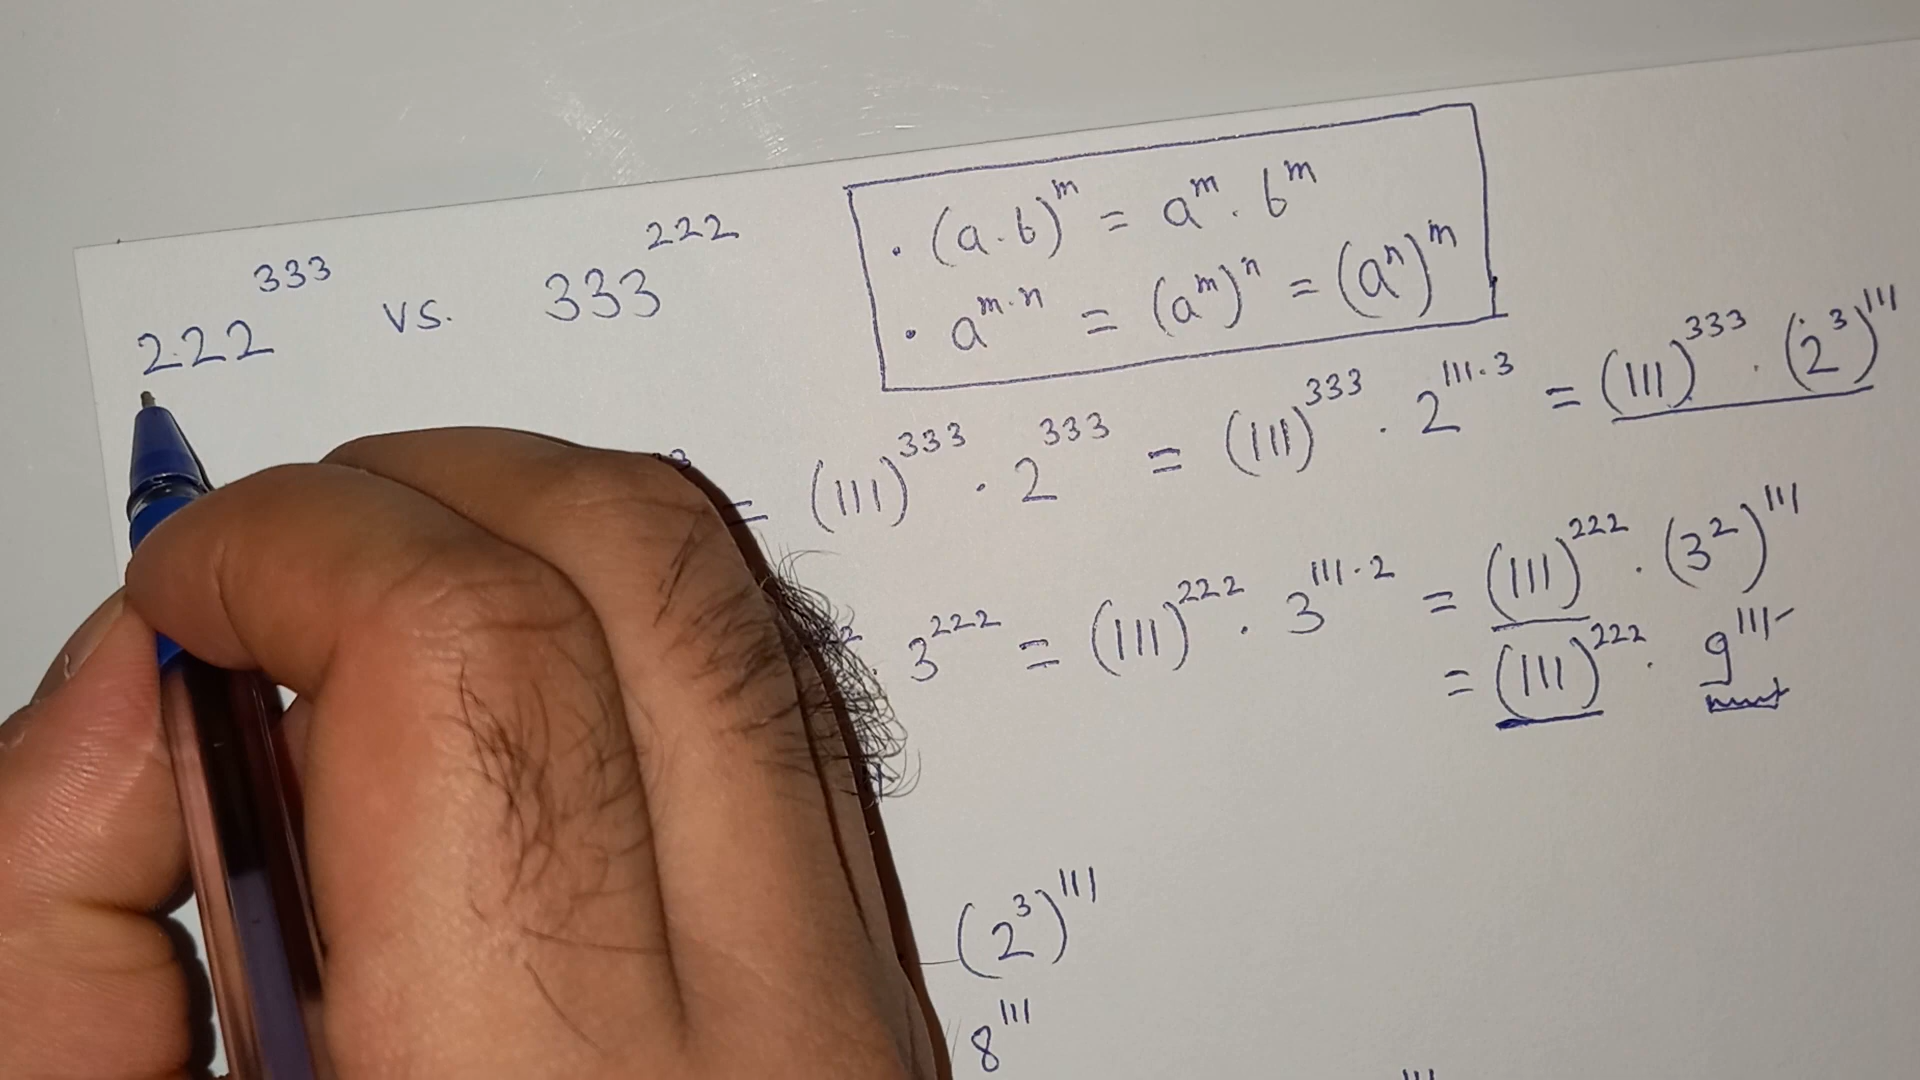 222^333 vs. 333^222
• (a·b)^m = a^m · b^m
• a^m·n = (a^m)^n = (a^n)^m
= (111)^333 · 2^333 = (111)^333 · 2^111·3 = (111)^333 · (2^3)^111
· 3^222 = (111)^222 · 3^111·2 = (111)^222 · (3^2)^111
= (111)^222 · 9^111
(2^3)^111
8^111